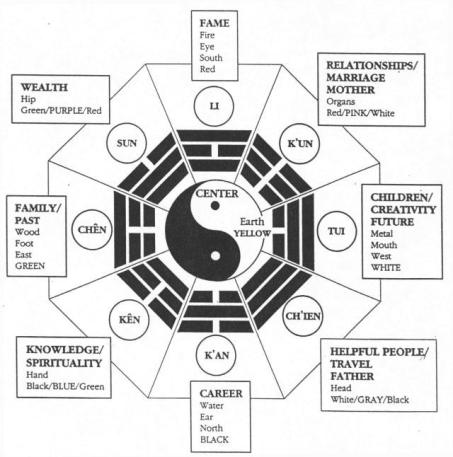 FAME
Fire
Eye
South
Red
RELATIONSHIPS/
MARRIAGE
MOTHER
Organs
Red/PINK/White
WEALTH
Hip
Green/PURPLE/Red
LI
SUN
K'UN
CENTER
Earth
YELLOW
FAMILY/
PAST
Wood
Foot
East
GREEN
CHÊN
TUI
CHILDREN/
CREATIVITY
FUTURE
Metal
Mouth
West
WHITE
KÊN
CH'IEN
K'AN
KNOWLEDGE/
SPIRITUALITY
Hand
Black/BLUE/Green
HELPFUL PEOPLE/
TRAVEL
FATHER
Head
White/GRAY/Black
CAREER
Water
Ear
North
BLACK